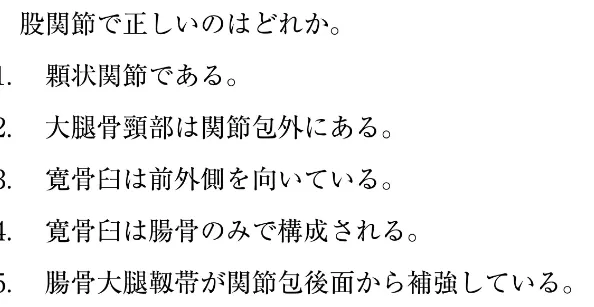 股関節で正しいのはどれか。
1. 顆状関節である。
2. 大腿骨頸部は関節包外にある。
3. 寛骨臼は前外側を向いている。
4. 寛骨臼は腸骨のみで構成される。
5. 腸骨大腿靱帯が関節包後面から補強している。